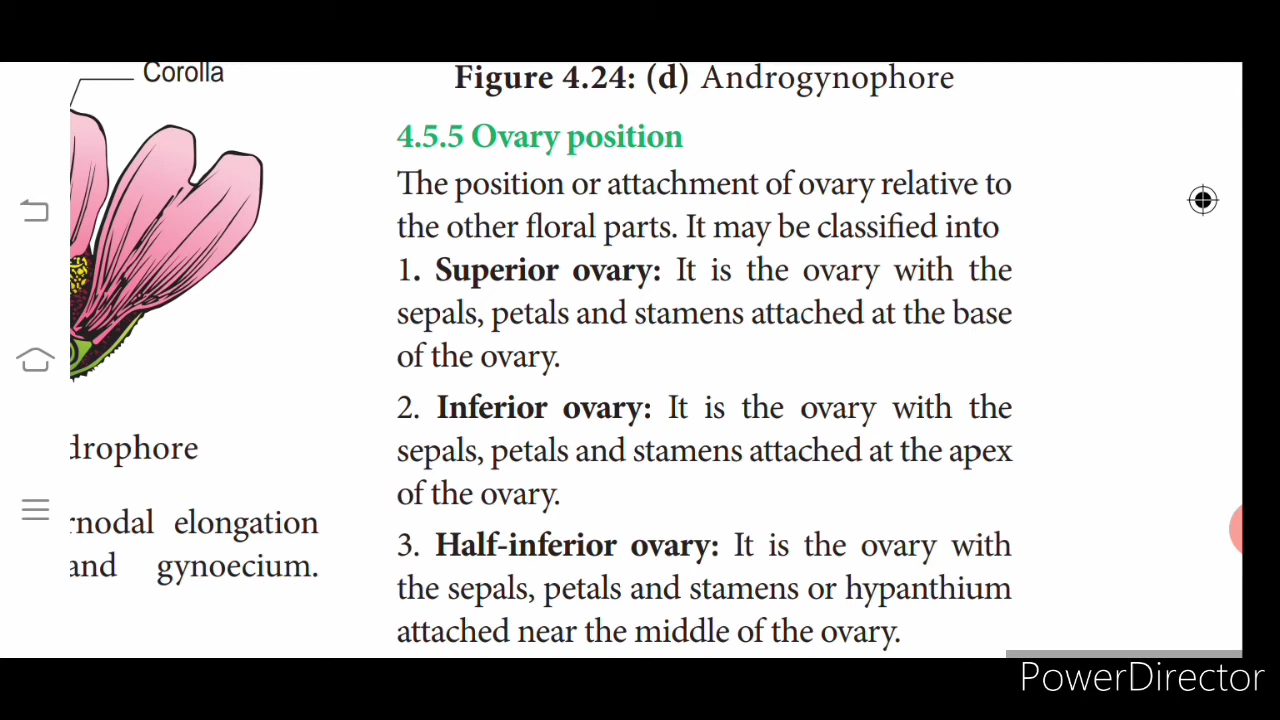 Corolla
drophore
rnodal elongation
and gynoecium.
Figure 4.24: (d) Androgynophore
4.5.5 Ovary position
The position or attachment of ovary relative to
the other floral parts. It may be classified into
1. Superior ovary: It is the ovary with the
sepals, petals and stamens attached at the base
of the ovary.
2. Inferior ovary: It is the ovary with the
sepals, petals and stamens attached at the apex
of the ovary.
3. Half-inferior ovary: It is the ovary with
the sepals, petals and stamens or hypanthium
attached near the middle of the ovary.
PowerDirector